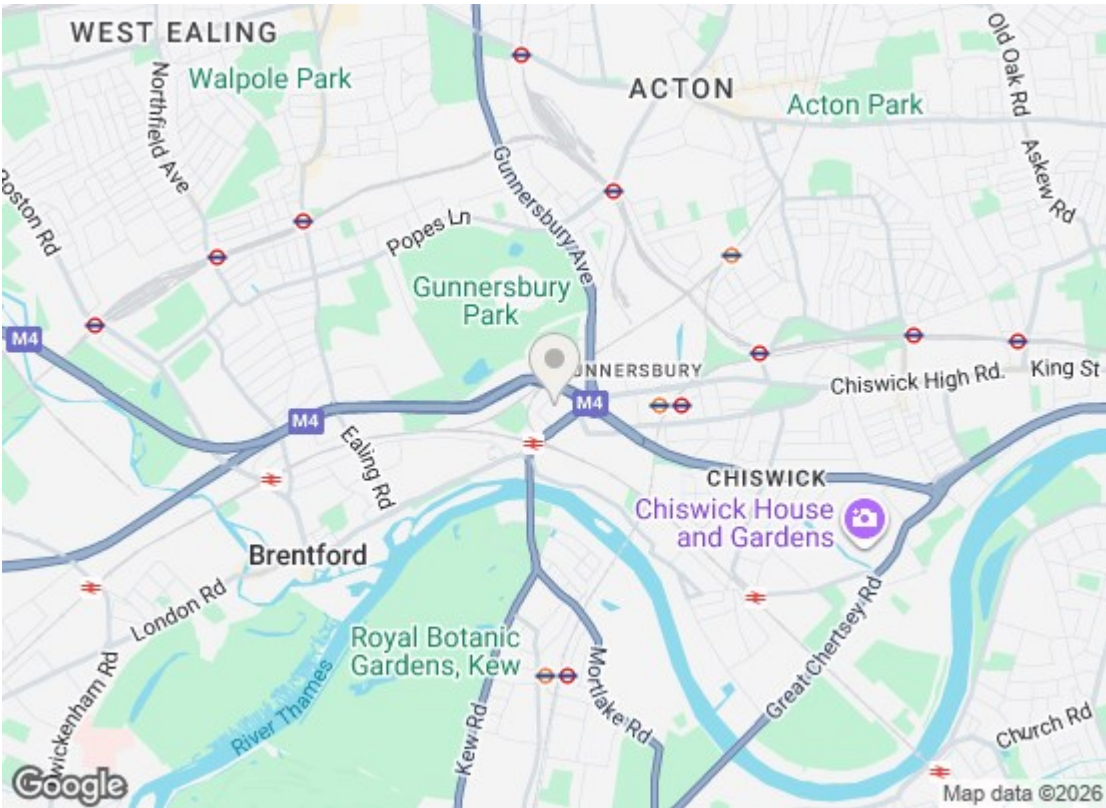 WEST EALING
Walpole Park
Northfield Ave
Boston Rd
ACTON
Acton Park
Old Oak Rd
Askew Rd
Gunnersbury Ave
Popes Ln
Gunnersbury
Park
M4
UNNERSBURY
M4
M4
Chiswick High Rd.
King St
Ealing Rd
CHISWICK
Chiswick House
and Gardens
Brentford
London Rd
Royal Botanic
Gardens, Kew
River Thames
wickenham Rd
Kew Rd
Mortlake Rd
Great Chertsey Rd
Church Rd
Google
Map data ©2026